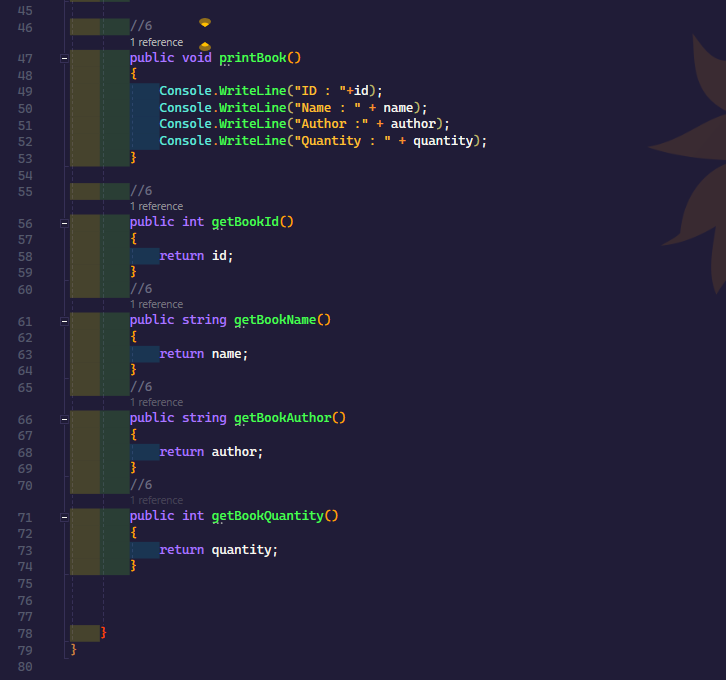 45
46 //6
1 reference
47 public void printBook()
48 {
49 Console.WriteLine("ID : "+id);
50 Console.WriteLine("Name : " + name);
51 Console.WriteLine("Author :" + author);
52 Console.WriteLine("Quantity : " + quantity);
53 }
54
55 //6
1 reference
56 public int getBookId()
57 {
58 return id;
59 }
60 //6
1 reference
61 public string getBookName()
62 {
63 return name;
64 }
65 //6
1 reference
66 public string getBookAuthor()
67 {
68 return author;
69 }
70 //6
1 reference
71 public int getBookQuantity()
72 {
73 return quantity;
74 }
75
76
77
78 }
79 }
80